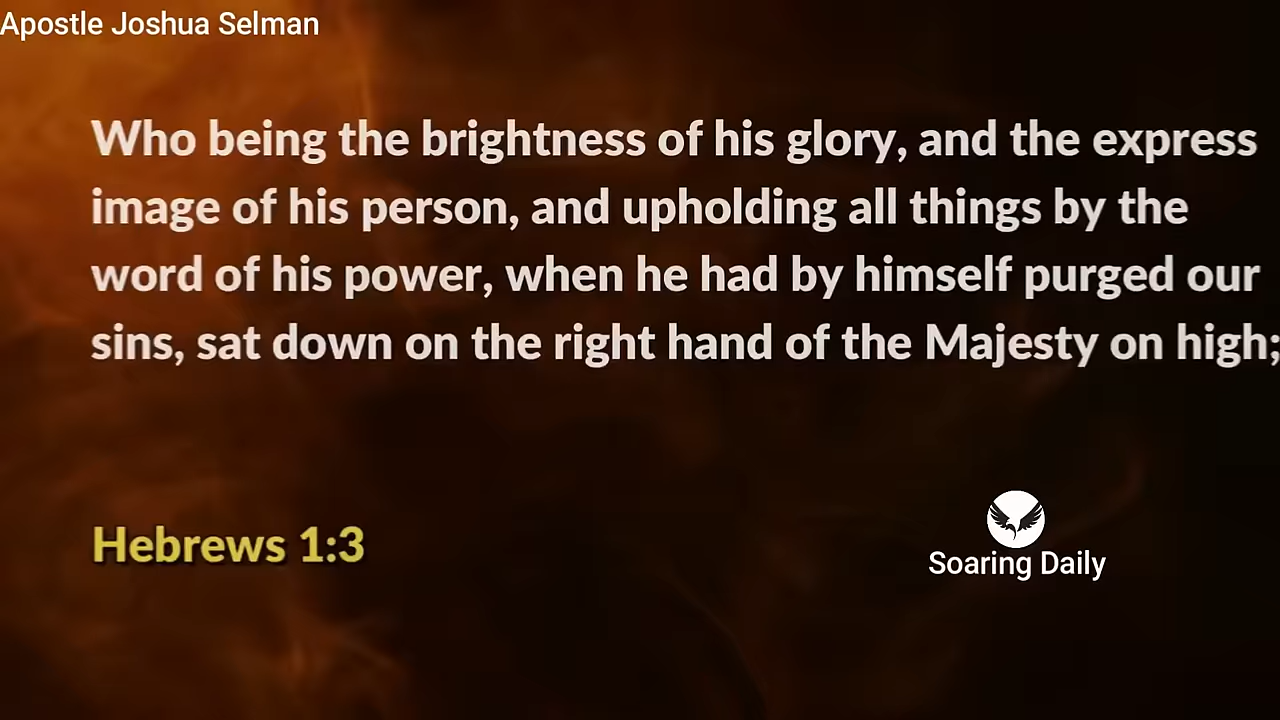 Apostle Joshua Selman
Who being the brightness of his glory, and the express
image of his person, and upholding all things by the
word of his power, when he had by himself purged our
sins, sat down on the right hand of the Majesty on high;
Hebrews 1:3
Soaring Daily